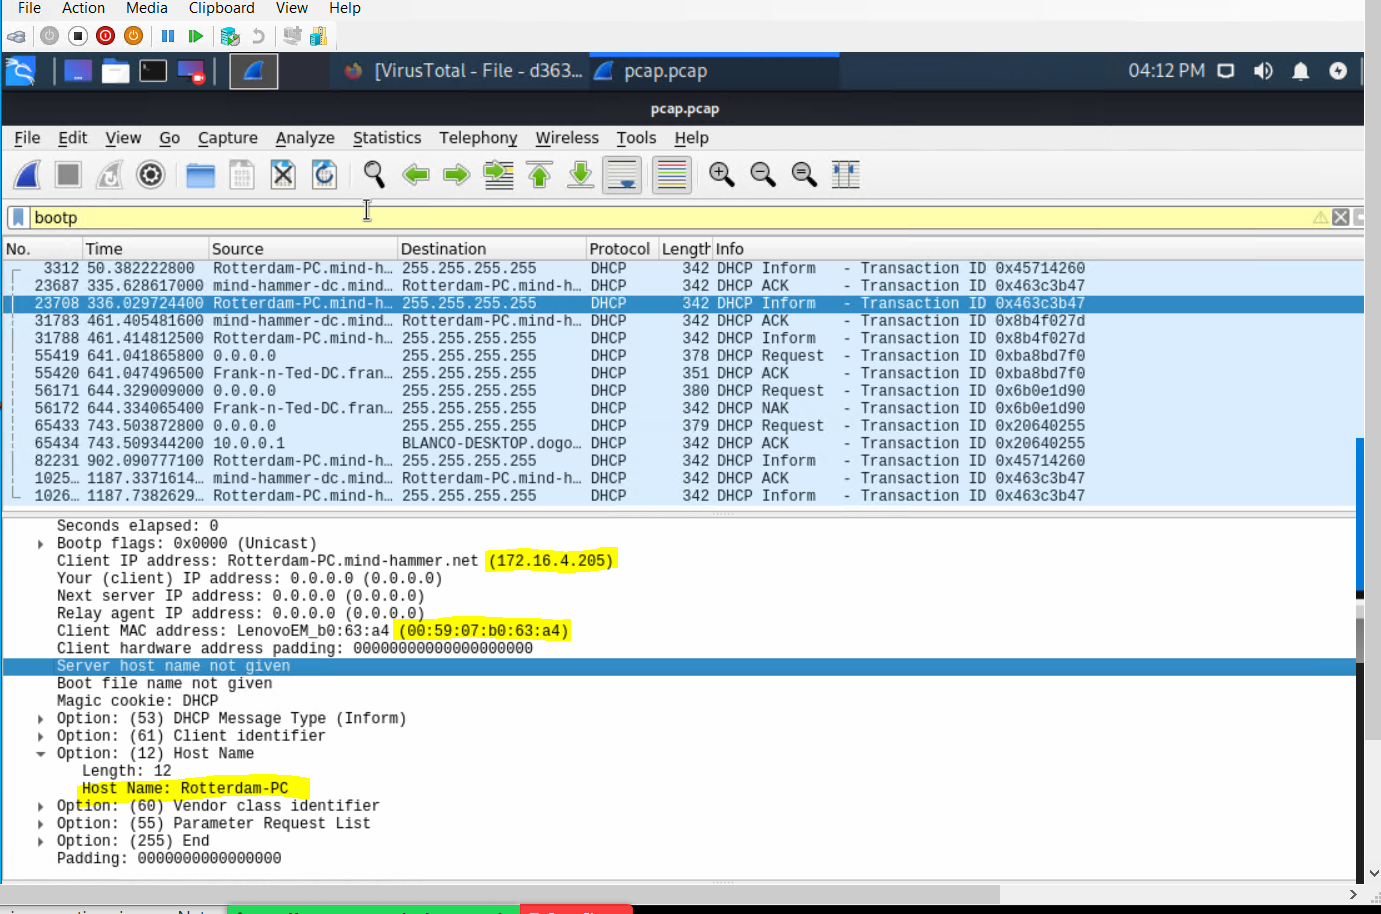 File Action Media Clipboard View Help
[VirusTotal - File - d363... pcap.pcap 04:12 PM
pcap.pcap
File Edit View Go Capture Analyze Statistics Telephony Wireless Tools Help
bootp
No. Time Source Destination Protocol Length Info
3312 50.382222800 Rotterdam-PC.mind-h… 255.255.255.255 DHCP 342 DHCP Inform - Transaction ID 0x45714260
23687 335.628617000 mind-hammer-dc.mind… Rotterdam-PC.mind-h… DHCP 342 DHCP ACK - Transaction ID 0x463c3b47
23708 336.029724400 Rotterdam-PC.mind-h… 255.255.255.255 DHCP 342 DHCP Inform - Transaction ID 0x463c3b47
31783 461.405481600 mind-hammer-dc.mind… Rotterdam-PC.mind-h… DHCP 342 DHCP ACK - Transaction ID 0x8b4f027d
31788 461.414812500 Rotterdam-PC.mind-h… 255.255.255.255 DHCP 342 DHCP Inform - Transaction ID 0x8b4f027d
55419 641.041865800 0.0.0.0 255.255.255.255 DHCP 378 DHCP Request - Transaction ID 0xba8bd7f0
55420 641.047496500 Frank-n-Ted-DC.fran… 255.255.255.255 DHCP 351 DHCP ACK - Transaction ID 0xba8bd7f0
56171 644.329009000 0.0.0.0 255.255.255.255 DHCP 380 DHCP Request - Transaction ID 0x6b0e1d90
56172 644.334065400 Frank-n-Ted-DC.fran… 255.255.255.255 DHCP 342 DHCP NAK - Transaction ID 0x6b0e1d90
65433 743.503872800 0.0.0.0 255.255.255.255 DHCP 379 DHCP Request - Transaction ID 0x20640255
65434 743.509344200 10.0.0.1 BLANCO-DESKTOP.dogo… DHCP 342 DHCP ACK - Transaction ID 0x20640255
82231 902.090777100 Rotterdam-PC.mind-h… 255.255.255.255 DHCP 342 DHCP Inform - Transaction ID 0x45714260
1025… 1187.3371614… mind-hammer-dc.mind… Rotterdam-PC.mind-h… DHCP 342 DHCP ACK - Transaction ID 0x463c3b47
1026… 1187.7382629… Rotterdam-PC.mind-h… 255.255.255.255 DHCP 342 DHCP Inform - Transaction ID 0x463c3b47
Seconds elapsed: 0
Bootp flags: 0x0000 (Unicast)
Client IP address: Rotterdam-PC.mind-hammer.net (172.16.4.205)
Your (client) IP address: 0.0.0.0 (0.0.0.0)
Next server IP address: 0.0.0.0 (0.0.0.0)
Relay agent IP address: 0.0.0.0 (0.0.0.0)
Client MAC address: LenovoEM_b0:63:a4 (00:59:07:b0:63:a4)
Client hardware address padding: 00000000000000000000
Server host name not given
Boot file name not given
Magic cookie: DHCP
Option: (53) DHCP Message Type (Inform)
Option: (61) Client identifier
Option: (12) Host Name
Length: 12
Host Name: Rotterdam-PC
Option: (60) Vendor class identifier
Option: (55) Parameter Request List
Option: (255) End
Padding: 0000000000000000